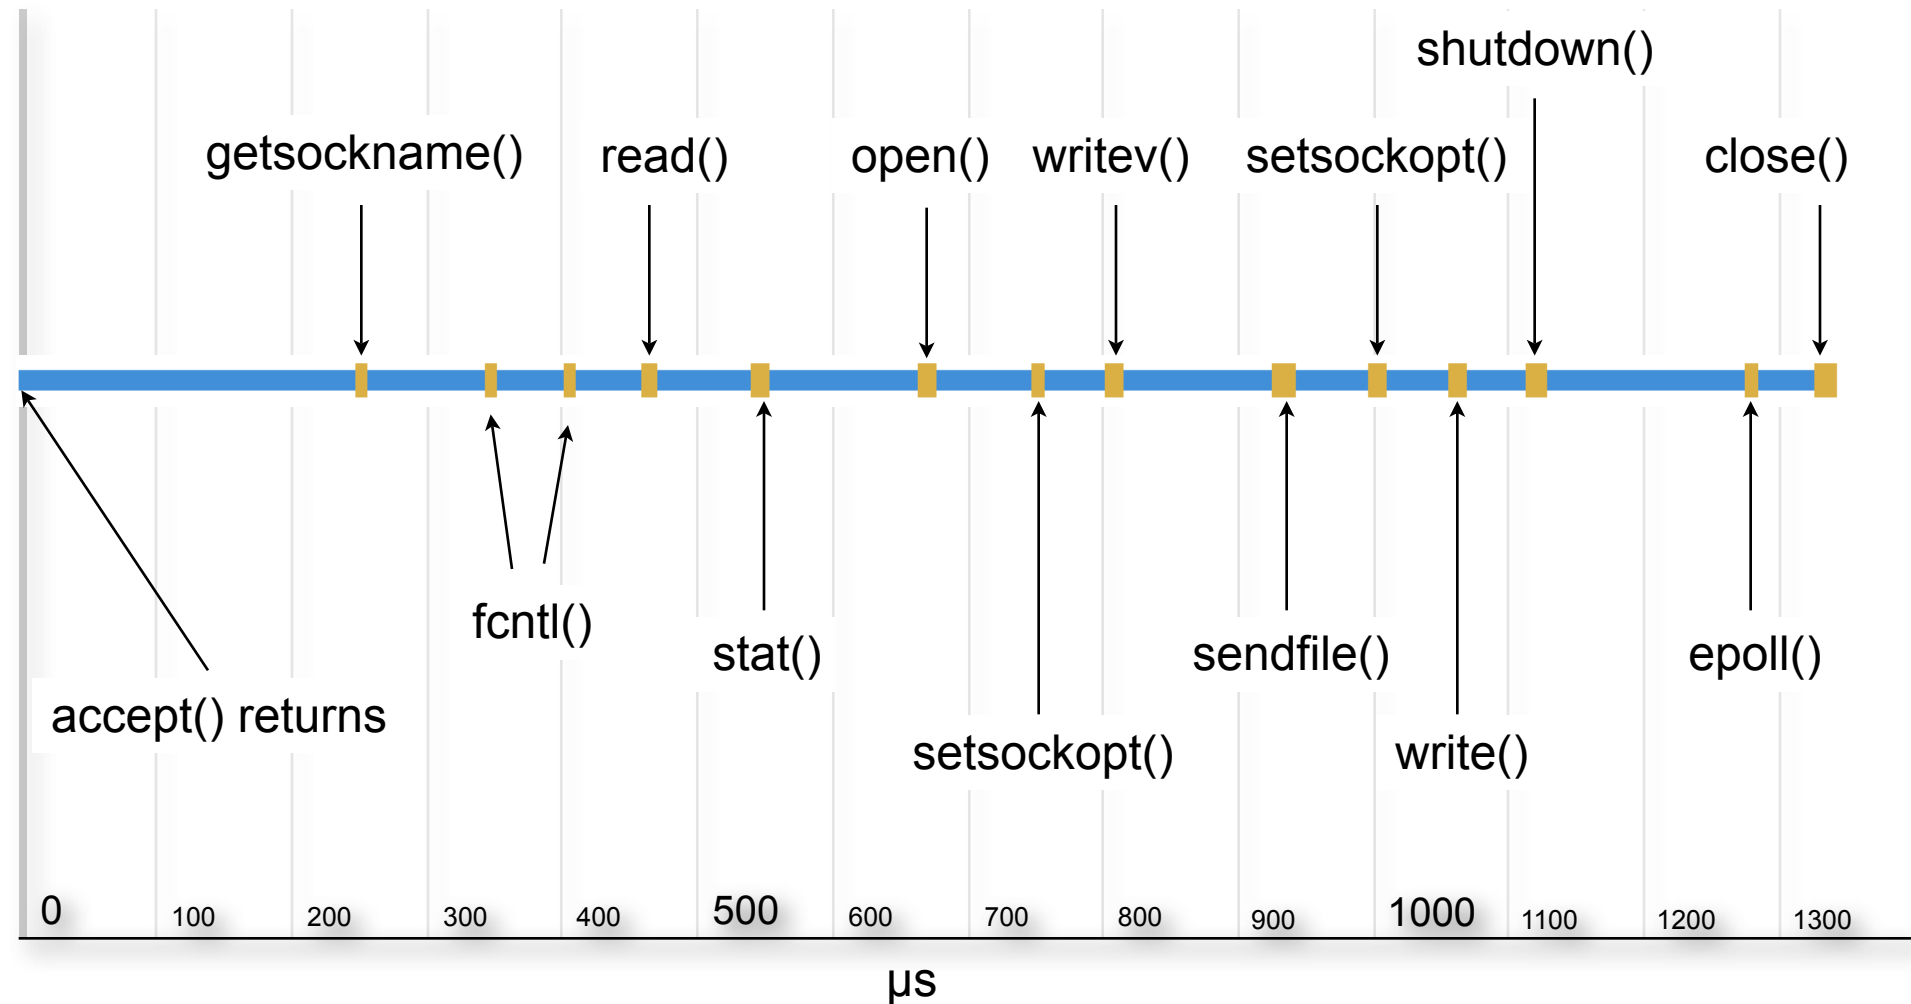 shutdown()
getsockname()
read()
open()
writev()
setsockopt()
close()
fcntl()
stat()
sendfile()
epoll()
accept() returns
setsockopt()
write()
0
100
200
300
400
500
600
700
800
900
1000
1100
1200
1300
µs